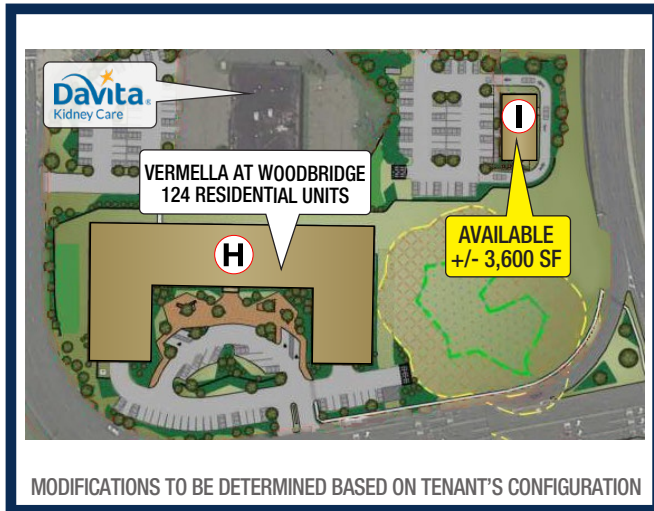 DaVita®
Kidney Care
I
VERMELLA AT WOODBRIDGE
124 RESIDENTIAL UNITS
AVAILABLE
+/- 3,600 SF
H
MODIFICATIONS TO BE DETERMINED BASED ON TENANT'S CONFIGURATION